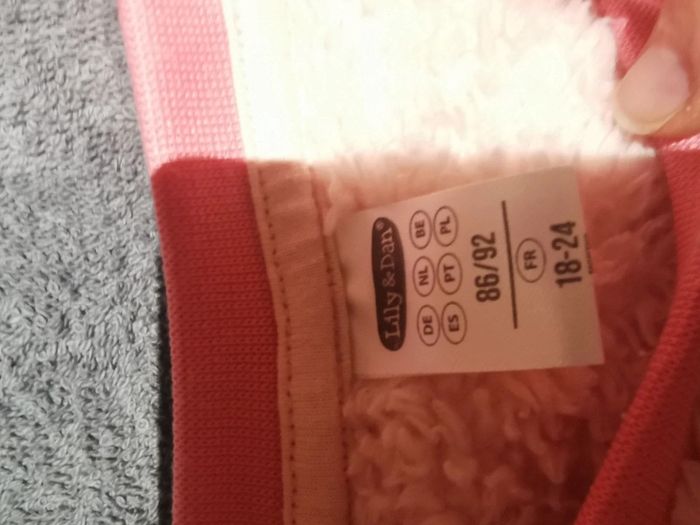 Lily & Dan®
DE NL BE
ES PT PL
86/92
FR
18-24